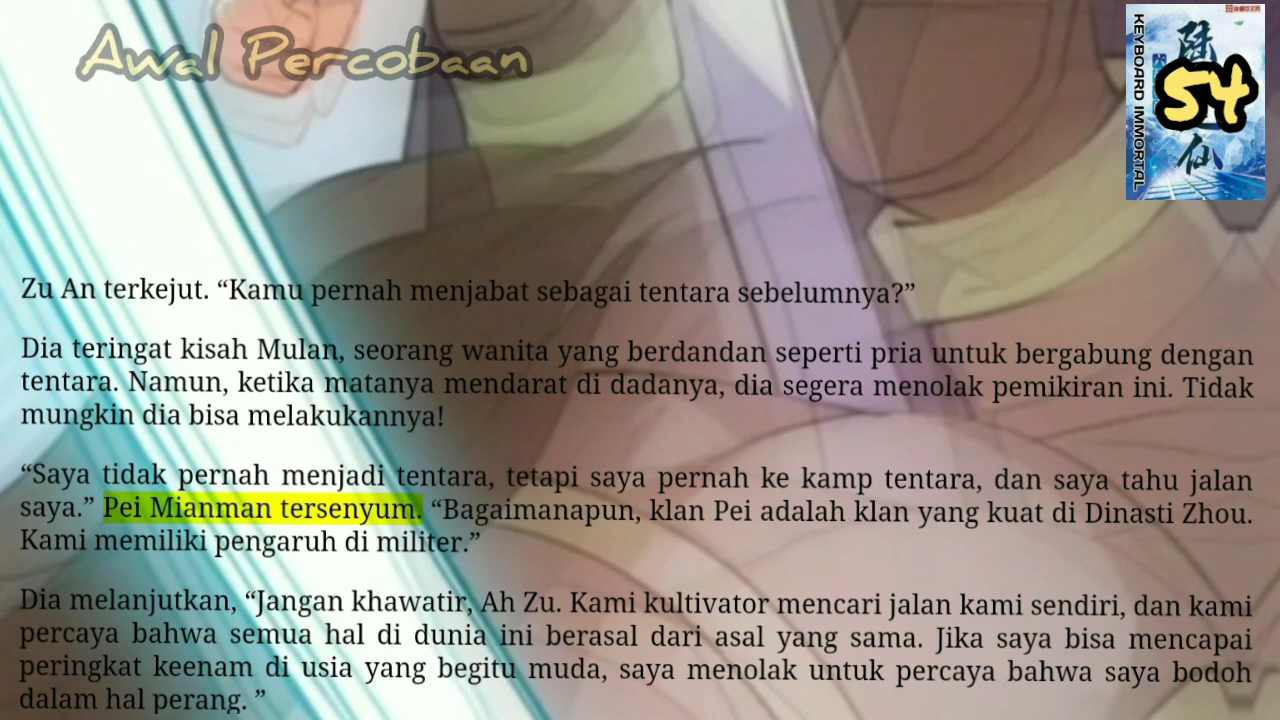 Awal Percobaan
KEYBOARD IMMORTAL
54
Zu An terkejut. “Kamu pernah menjabat sebagai tentara sebelumnya?”
Dia teringat kisah Mulan, seorang wanita yang berdandan seperti pria untuk bergabung dengan
tentara. Namun, ketika matanya mendarat di dadanya, dia segera menolak pemikiran ini. Tidak
mungkin dia bisa melakukannya!
“Saya tidak pernah menjadi tentara, tetapi saya pernah ke kamp tentara, dan saya tahu jalan
saya.” Pei Mianman tersenyum. “Bagaimanapun, klan Pei adalah klan yang kuat di Dinasti Zhou.
Kami memiliki pengaruh di militer.”
Dia melanjutkan, “Jangan khawatir, Ah Zu. Kami kultivator mencari jalan kami sendiri, dan kami
percaya bahwa semua hal di dunia ini berasal dari asal yang sama. Jika saya bisa mencapai
peringkat keenam di usia yang begitu muda, saya menolak untuk percaya bahwa saya bodoh
dalam hal perang. ”